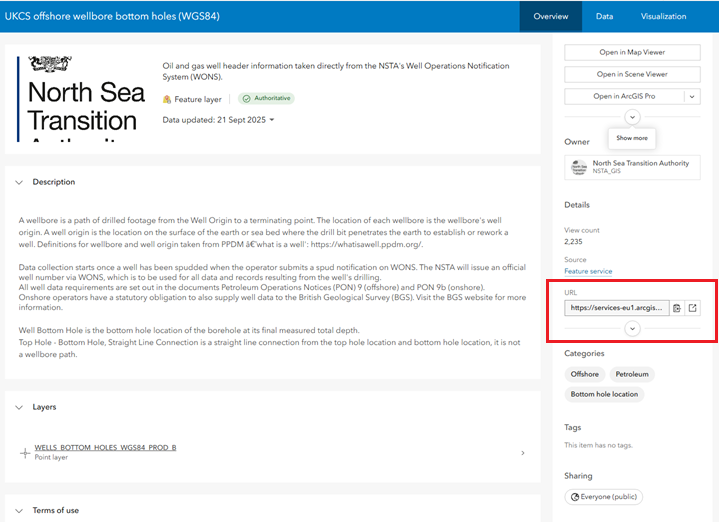 UKCS offshore wellbore bottom holes (WGS84)
Overview
Data
Visualization
North Sea
Transition
Authority
Oil and gas well header information taken directly from the NSTA's Well Operations Notification
System (WONS).
Feature layer
Authoritative
Data updated: 21 Sept 2025
Description
A wellbore is a path of drilled footage from the Well Origin to a terminating point. The location of each wellbore is the wellbore's well
origin. A well origin is the location on the surface of the earth or sea bed where the drill bit penetrates the earth to establish or rework a
well. Definitions for wellbore and well origin taken from PPDM â€˜what is a well': https://whatisawell.ppdm.org/.
Data collection starts once a well has been spudded when the operator submits a spud notification on WONS. The NSTA will issue an official
well number via WONS, which is to be used for all data and records resulting from the well's drilling.
All well data requirements are set out in the documents Petroleum Operations Notices (PON) 9 (offshore) and PON 9b (onshore).
Onshore operators have a statutory obligation to also supply well data to the British Geological Survey (BGS). Visit the BGS website for more
information.
Well Bottom Hole is the bottom hole location of the borehole at its final measured total depth.
Top Hole - Bottom Hole, Straight Line Connection is a straight line connection from the top hole location and bottom hole location, it is not
a wellbore path.
Layers
WELLS_BOTTOM_HOLES_WGS84_PROD_B
Point layer
Terms of use
Open in Map Viewer
Open in Scene Viewer
Open in ArcGIS Pro
Show more
Owner
North Sea Transition Authority
NSTA_GIS
Details
View count
2,235
Source
Feature service
URL
https://services-eu1.arcgis...
Categories
Offshore
Petroleum
Bottom hole location
Tags
This item has no tags.
Sharing
Everyone (public)